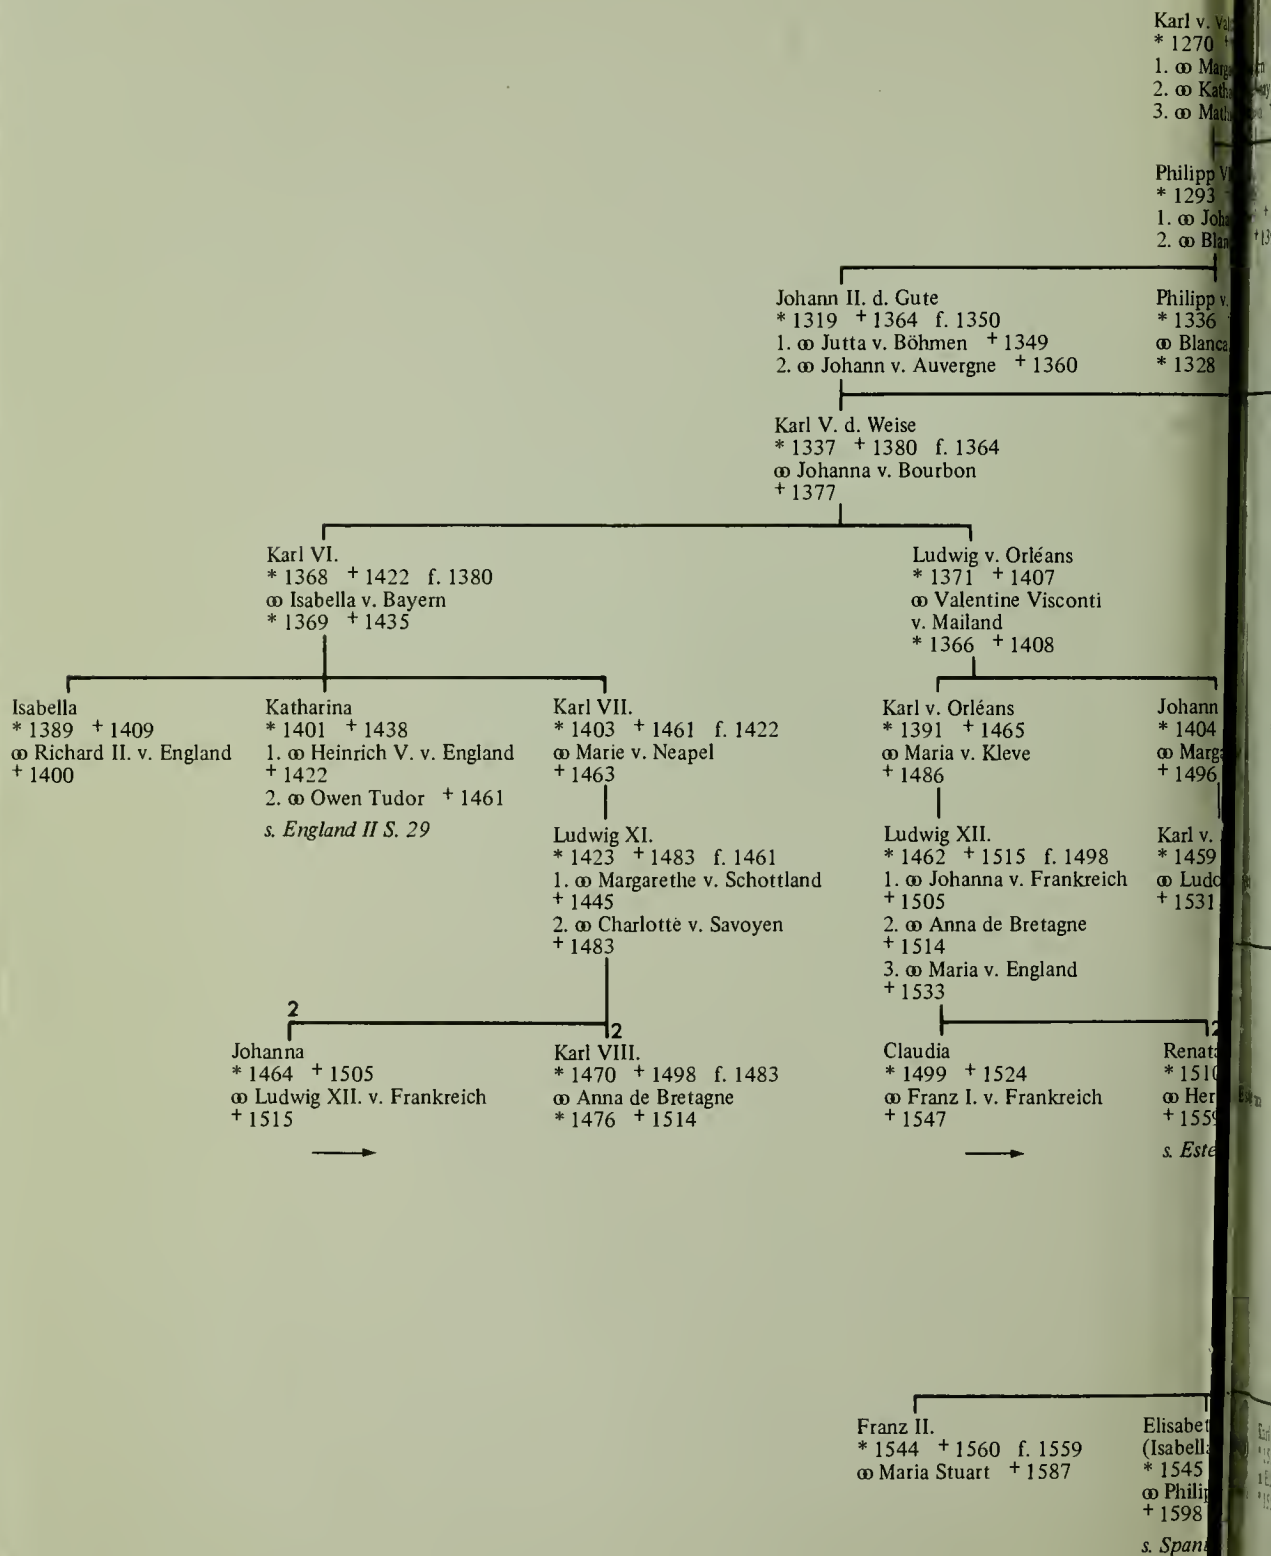 Karl v.
* 1270
1. ⚭
2. ⚭
3. ⚭
Philipp
* 1293
1. ⚭
2. ⚭
Johann II. d. Gute
* 1319 + 1364 f. 1350
1. ⚭ Jutta v. Böhmen + 1349
2. ⚭ Johann v. Auvergne + 1360
Philipp v.
* 1336
⚭ Blanca
* 1328
Karl V. d. Weise
* 1337 + 1380 f. 1364
⚭ Johanna v. Bourbon
+ 1377
Karl VI.
* 1368 + 1422 f. 1380
⚭ Isabella v. Bayern
* 1369 + 1435
Ludwig v. Orléans
* 1371 + 1407
⚭ Valentine Visconti
v. Mailand
* 1366 + 1408
Isabella
* 1389 + 1409
⚭ Richard II. v. England
+ 1400
Katharina
* 1401 + 1438
1. ⚭ Heinrich V. v. England
+ 1422
2. ⚭ Owen Tudor + 1461
s. England II S. 29
Karl VII.
* 1403 + 1461 f. 1422
⚭ Marie v. Neapel
+ 1463
Karl v. Orléans
* 1391 + 1465
⚭ Maria v. Kleve
+ 1486
Johann
* 1404
⚭
+ 1496
Ludwig XI.
* 1423 + 1483 f. 1461
1. ⚭ Margarethe v. Schottland
+ 1445
2. ⚭ Charlotte v. Savoyen
+ 1483
Ludwig XII.
* 1462 + 1515 f. 1498
1. ⚭ Johanna v. Frankreich
+ 1505
2. ⚭ Anna de Bretagne
+ 1514
3. ⚭ Maria v. England
+ 1533
Karl v.
* 1459
⚭
+ 1531
2
Johanna
* 1464 + 1505
⚭ Ludwig XII. v. Frankreich
+ 1515
2
Karl VIII.
* 1470 + 1498 f. 1483
⚭ Anna de Bretagne
* 1476 + 1514
Claudia
* 1499 + 1524
⚭ Franz I. v. Frankreich
+ 1547
2
* 1510
⚭
+ 1559
s. Este
Franz II.
* 1544 + 1560 f. 1559
⚭ Maria Stuart + 1587
* 1545
⚭
+ 1598
s.